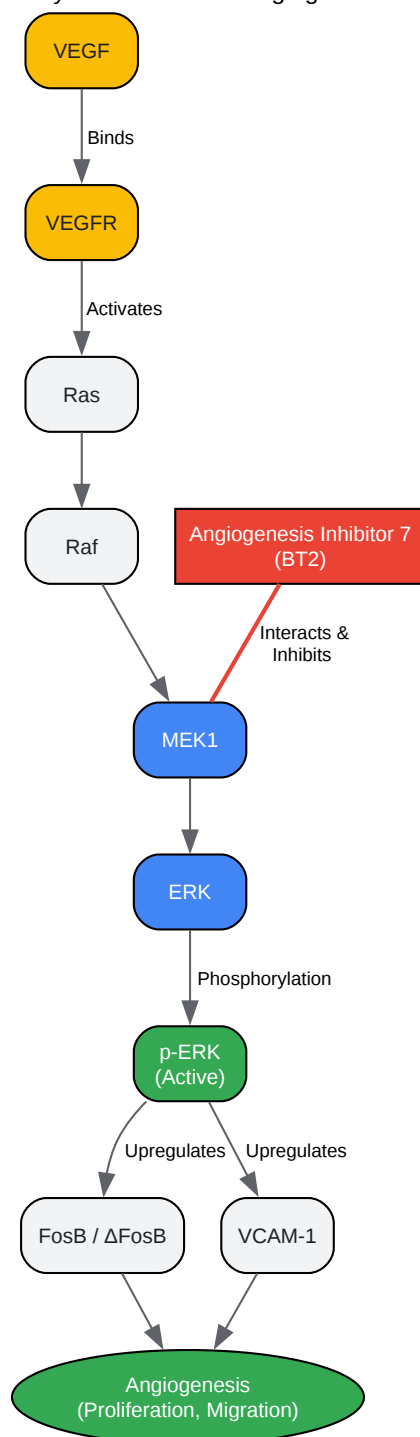 VEGF
Binds
VEGFR
Activates
Ras
Raf
Angiogenesis Inhibitor 7
(BT2)
Interacts &
Inhibits
MEK1
ERK
Phosphorylation
p-ERK
(Active)
Upregulates
Upregulates
FosB / ΔFosB
VCAM-1
Angiogenesis
(Proliferation, Migration)